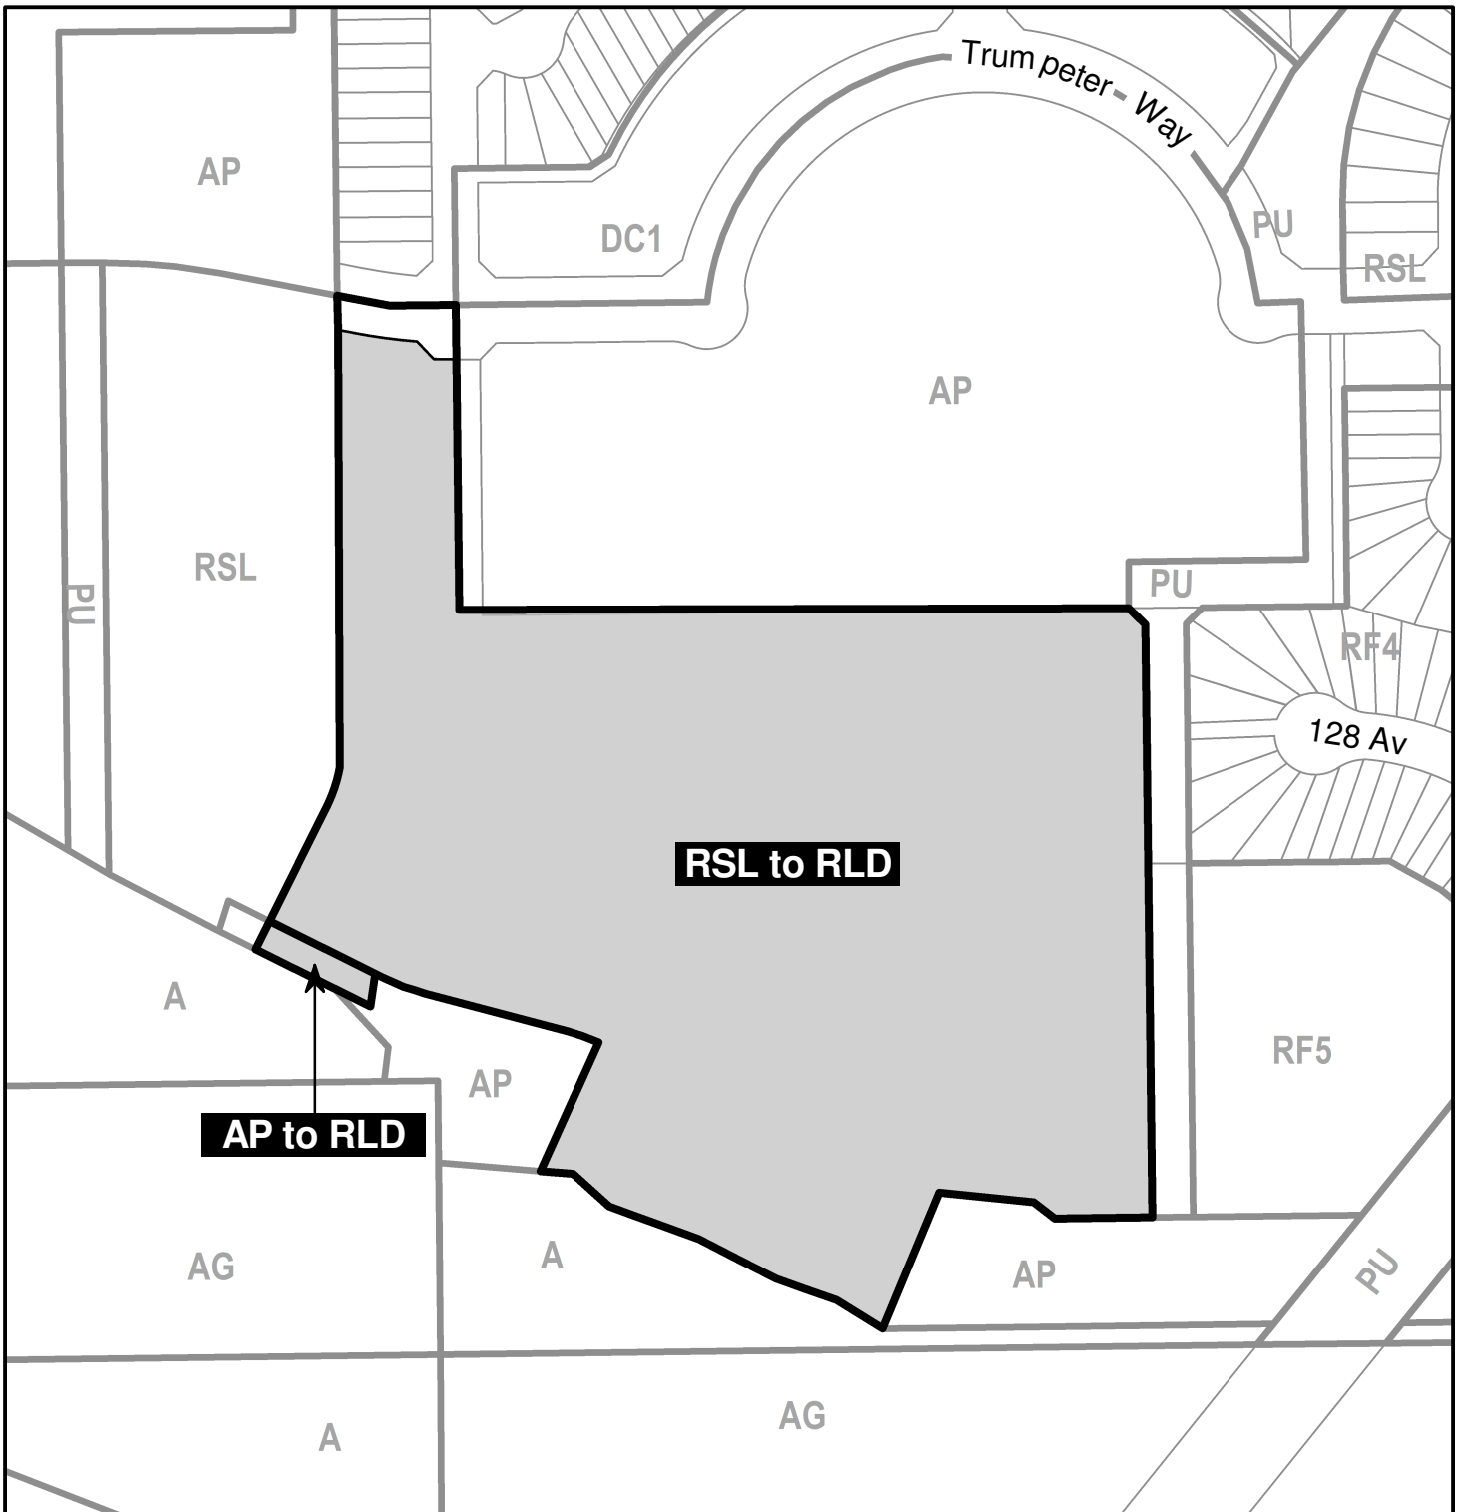 Trumpeter Way
AP
DC1
PU
RSL
AP
RSL
PU
PU
RF4
128 Av
RSL to RLD
A
RF5
AP
AP to RLD
A
AG
AP
PU
AG
A